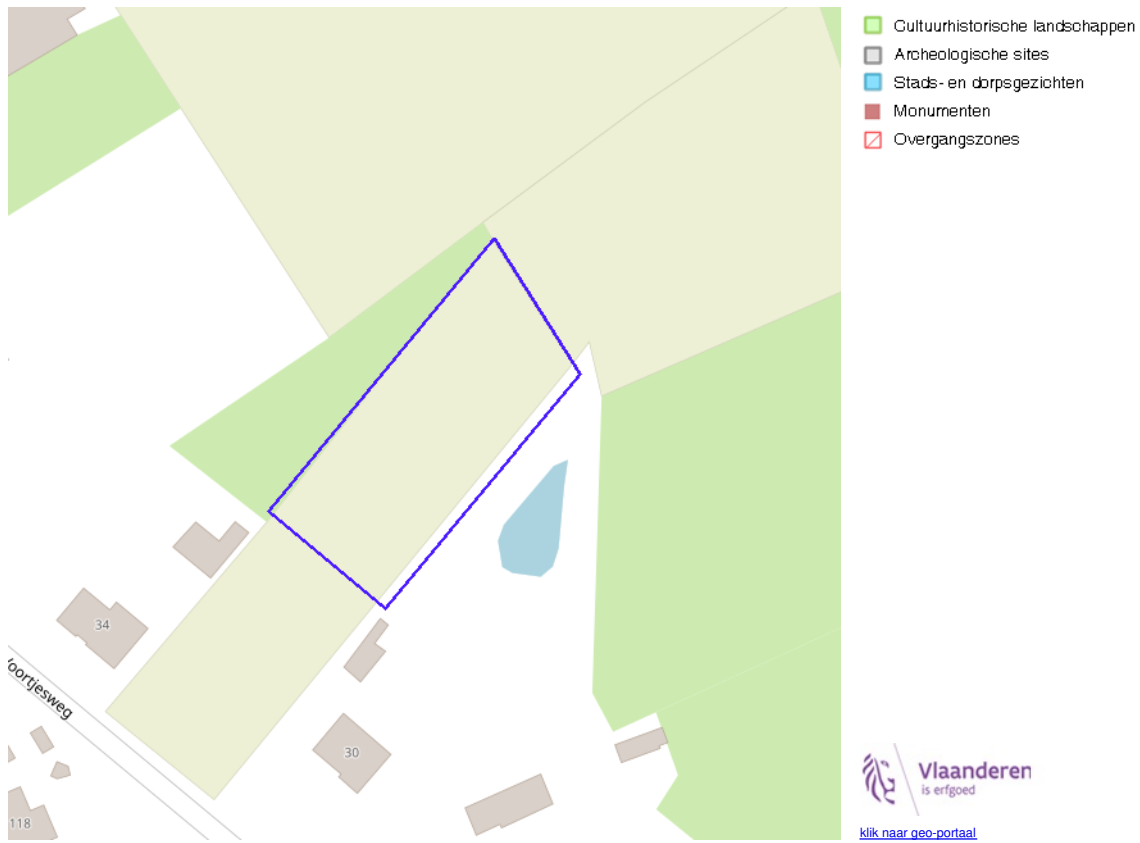 Cultuurhistorische landschappen
Archeologische sites
Stads- en dorpsgezichten
Monumenten
Overgangszones
34
30
118
Vlaanderen
is erfgoed
klik naar geo-portaal